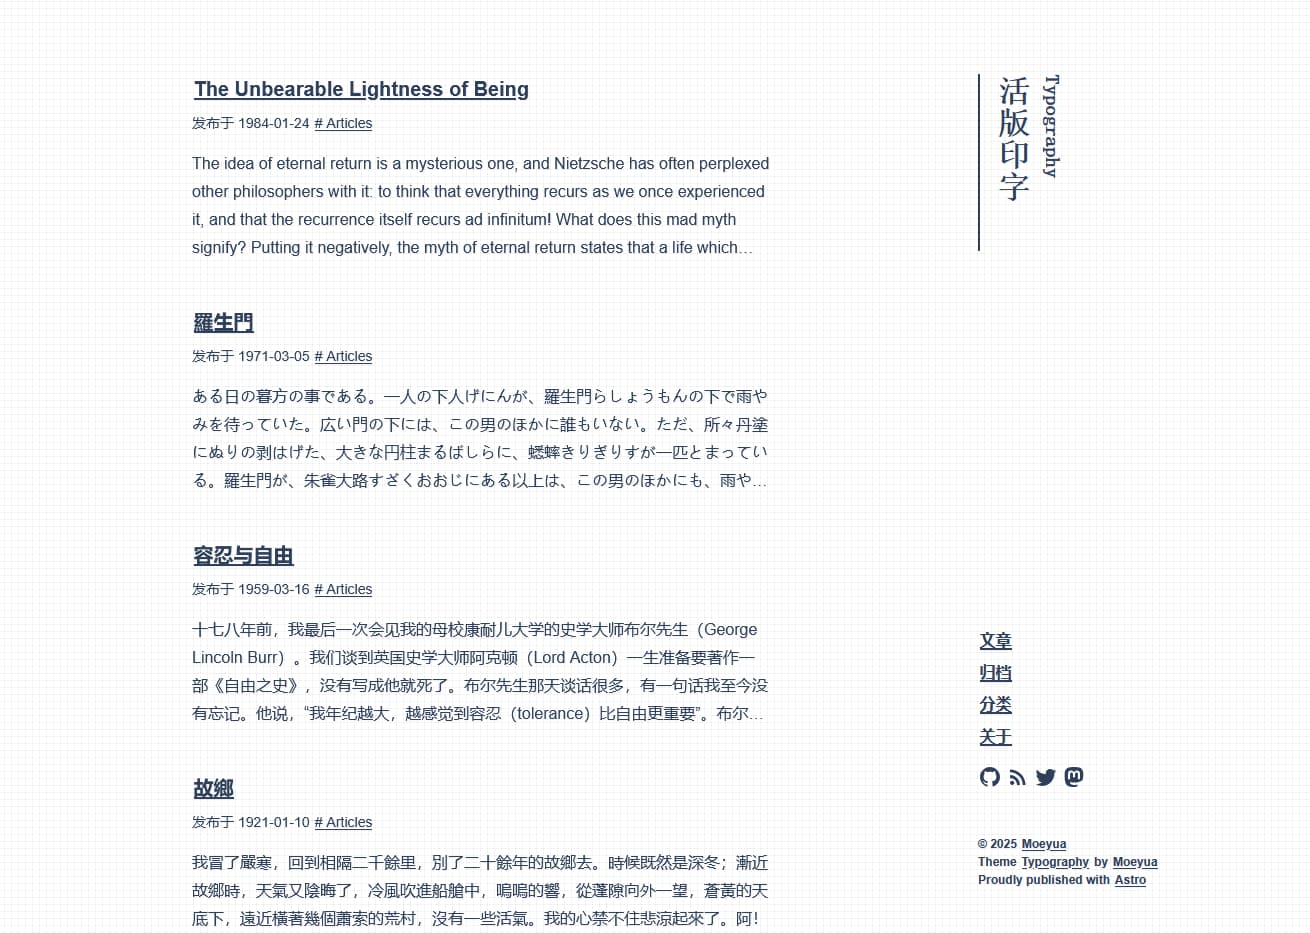 The Unbearable Lightness of Being
发布于 1984-01-24 # Articles
The idea of eternal return is a mysterious one, and Nietzsche has often perplexed
other philosophers with it: to think that everything recurs as we once experienced
it, and that the recurrence itself recurs ad infinitum! What does this mad myth
signify? Putting it negatively, the myth of eternal return states that a life which…
羅生門
发布于 1971-03-05 # Articles
ある日の暮方の事である。一人の下人げにんが、羅生門らしょうもんの下で雨や
みを待っていた。広い門の下には、この男のほかに誰もいない。ただ、所々丹塗
にぬりの剥はげた、大きな円柱まるばしらに、蟋蟀きりぎりすが一匹とまってい
る。羅生門が、朱雀大路すざくおおじにある以上は、この男のほかにも、雨や…
容忍与自由
发布于 1959-03-16 # Articles
十七八年前，我最后一次会见我的母校康耐儿大学的史学大师布尔先生（George
Lincoln Burr）。我们谈到英国史学大师阿克顿（Lord Acton）一生准备要著作一
部《自由之史》，没有写成他就死了。布尔先生那天谈话很多，有一句话我至今没
有忘记。他说，“我年纪越大，越感觉到容忍（tolerance）比自由更重要”。布尔…
故鄉
发布于 1921-01-10 # Articles
我冒了嚴寒，回到相隔二千餘里，別了二十餘年的故鄉去。時候既然是深冬；漸近
故鄉時，天氣又陰晦了，冷風吹進船艙中，嗚嗚的響，從蓬隙向外一望，蒼黃的天
底下，遠近橫著幾個蕭索的荒村，沒有一些活氣。我的心禁不住悲涼起來了。阿！
Typography
活版印字
文章
归档
分类
关于
© 2025 Moeyua
Theme Typography by Moeyua
Proudly published with Astro